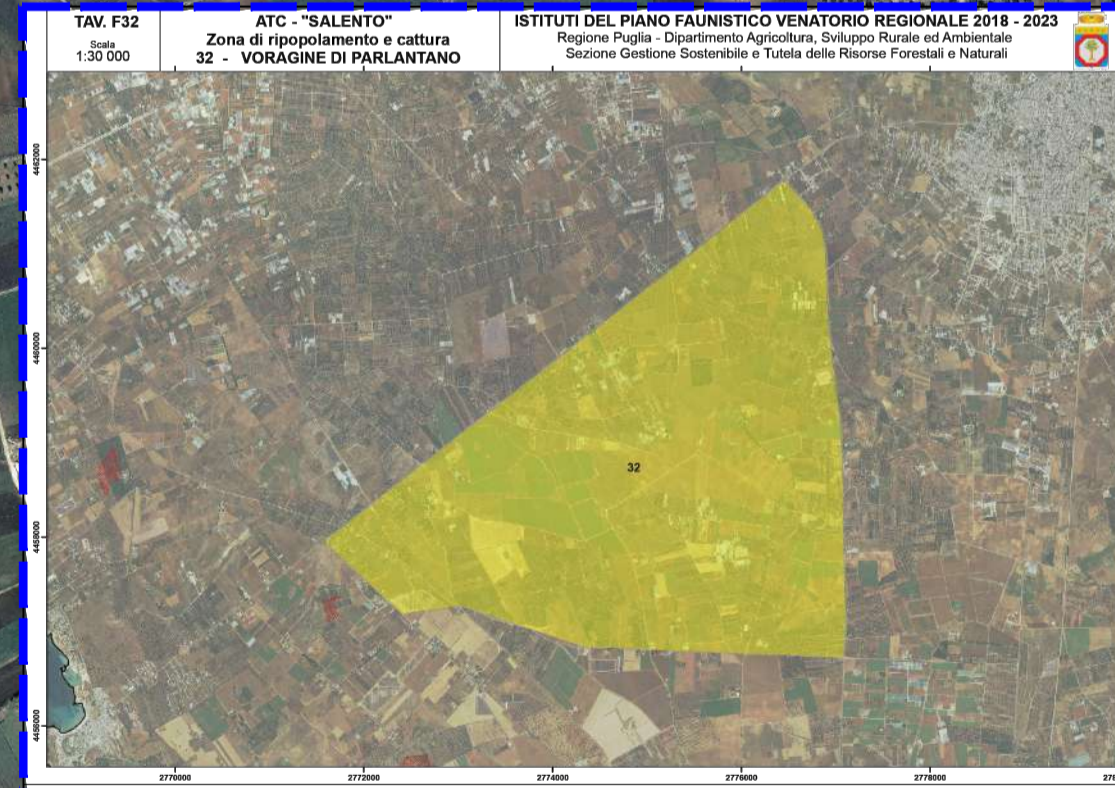 TAV. F32
Scala
1:30 000
ATC - "SALENTO"
Zona di ripopolamento e cattura
32 - VORAGINE DI PARLANTANO
ISTITUTI DEL PIANO FAUNISTICO VENATORIO REGIONALE 2018 - 2023
Regione Puglia - Dipartimento Agricoltura, Sviluppo Rurale ed Ambientale
Sezione Gestione Sostenibile e Tutela delle Risorse Forestali e Naturali
4462000
4460000
4458000
4456000
32
2770000
2772000
2774000
2776000
2778000